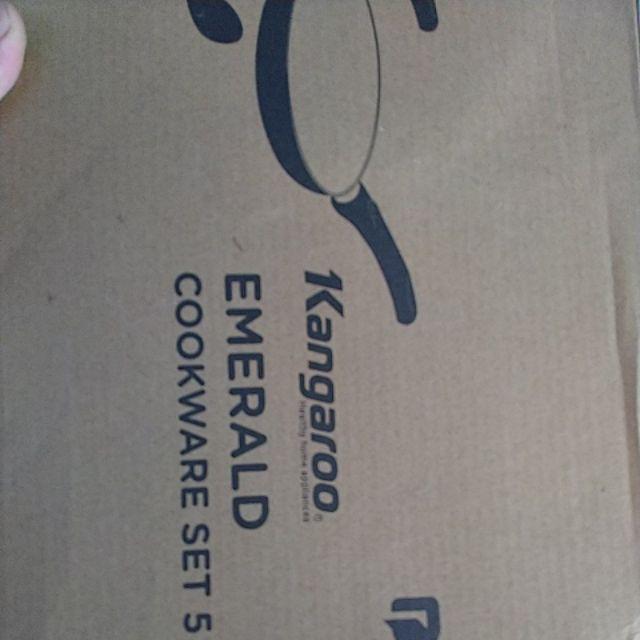 Kangaroo®
Healthy home appliances
EMERALD
COOKWARE SET 5